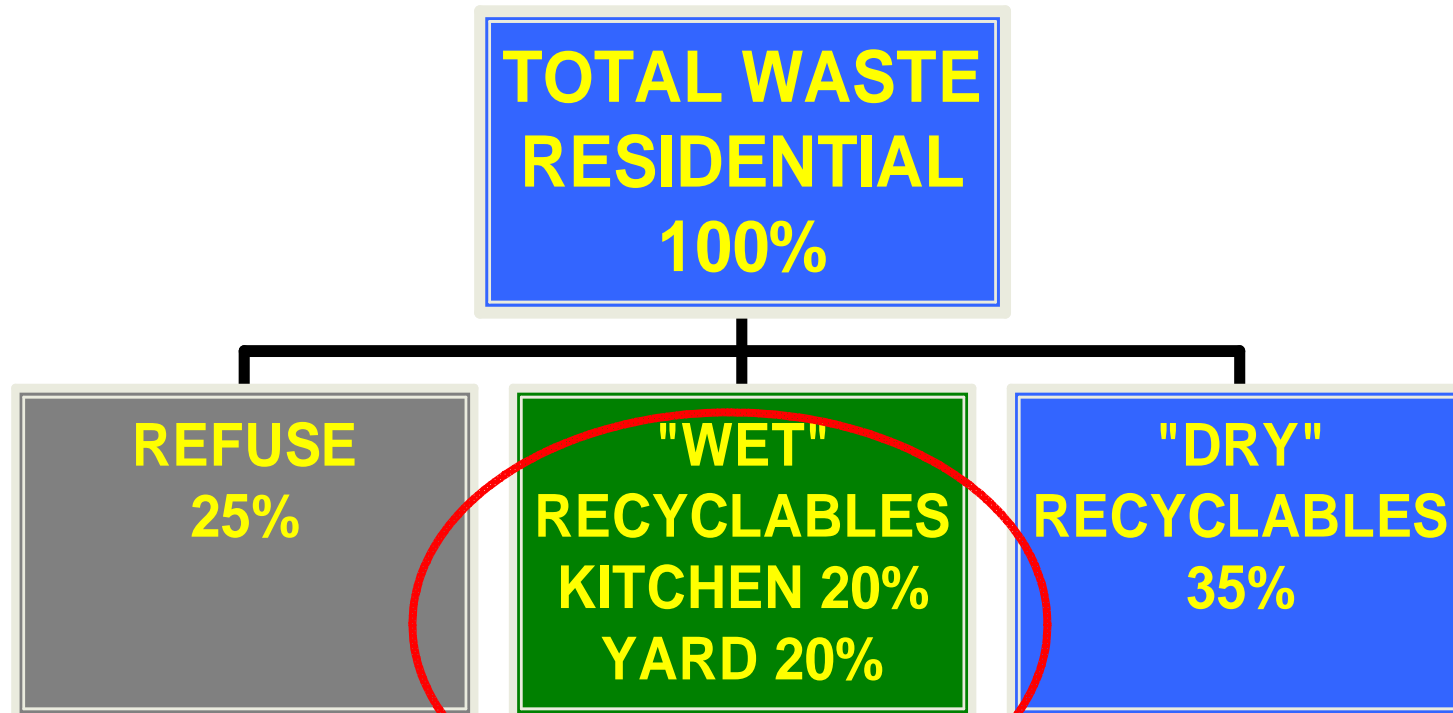 TOTAL WASTE
RESIDENTIAL
100%
REFUSE
25%
"WET"
RECYCLABLES
KITCHEN 20%
YARD 20%
"DRY"
RECYCLABLES
35%